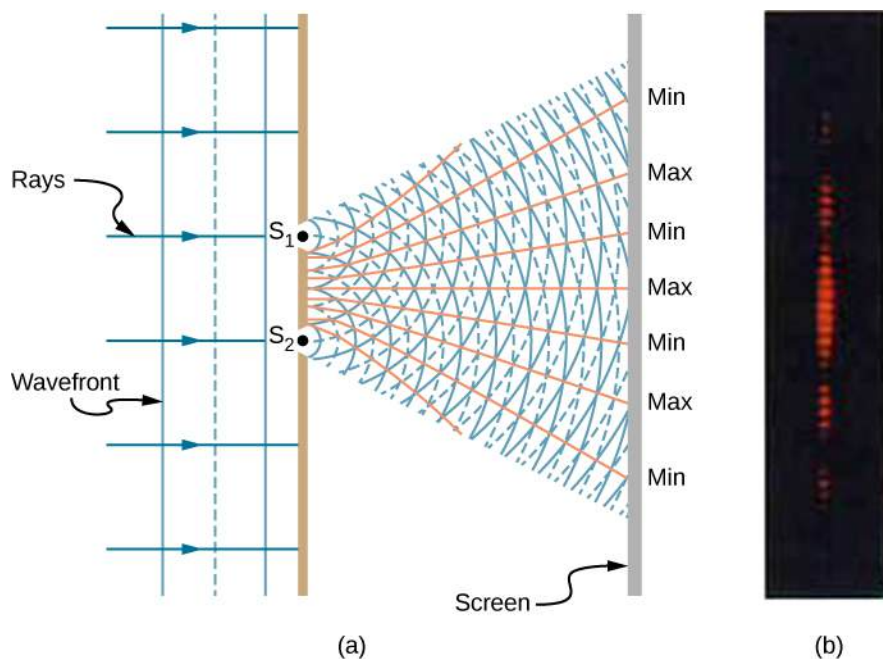 Min
Max
Rays
S1
Min
Max
S2
Min
Wavefront
Max
Min
Screen
(a)
(b)